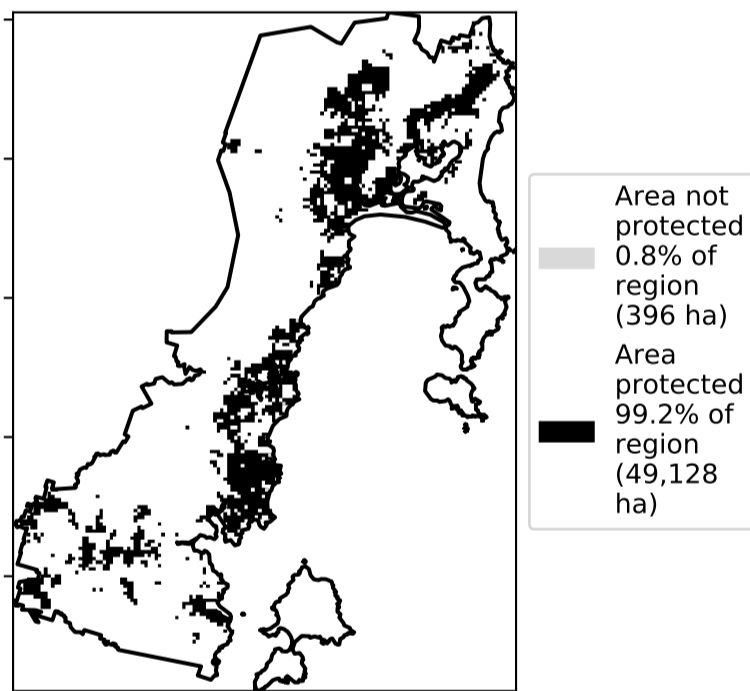 Area not
protected
0.8% of
region
(396 ha)
Area
protected
99.2% of
region
(49,128
ha)